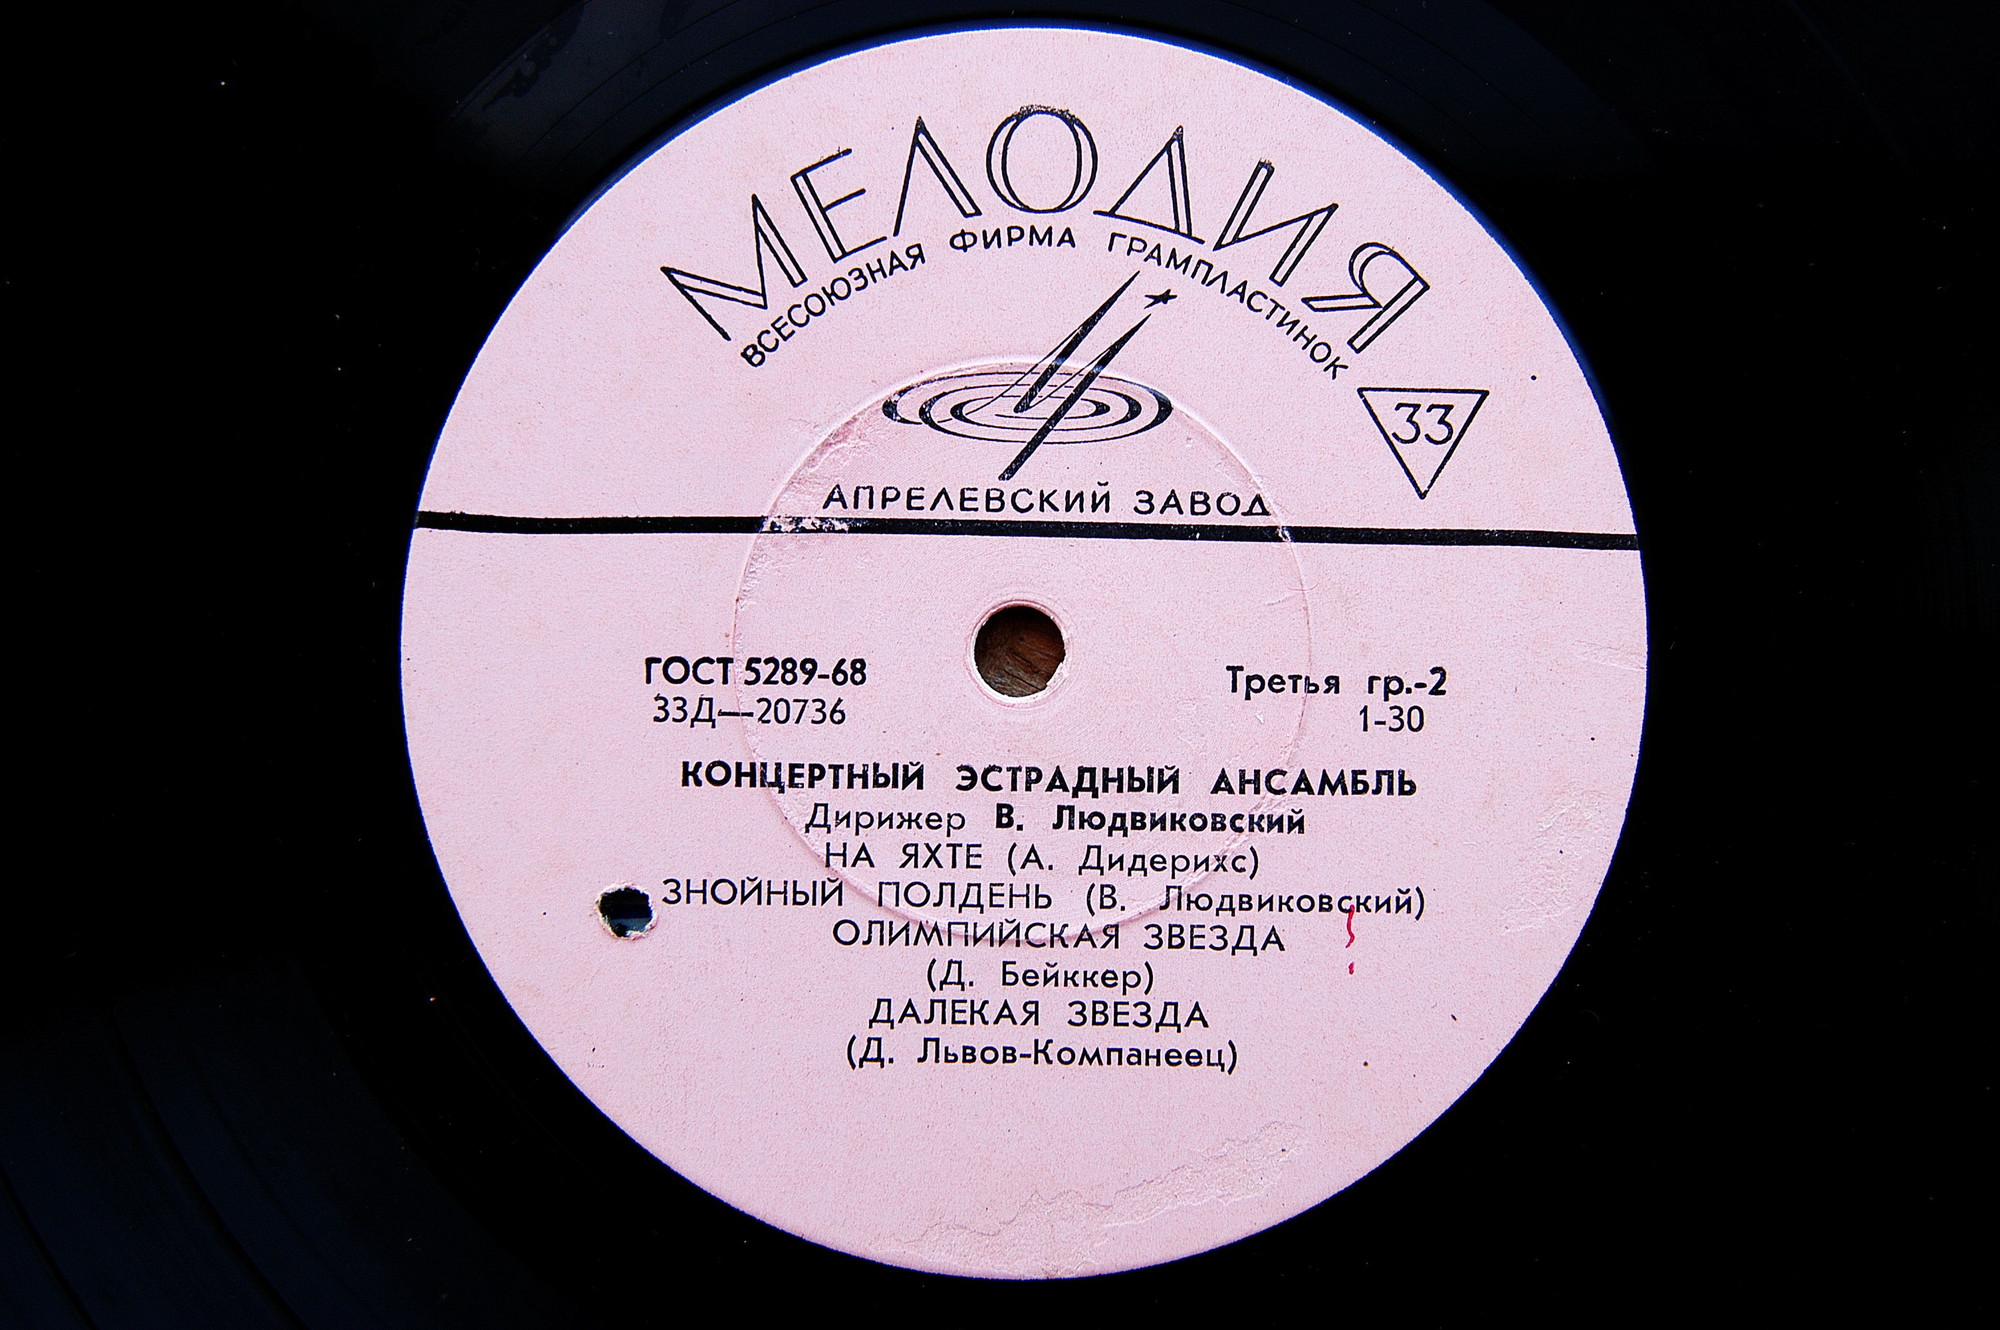 МЕЛОДИЯ
ВСЕСОЮЗНАЯ ФИРМА ГРАМПЛАСТИНОК
33
АПРЕЛЕВСКИЙ ЗАВОД
ГОСТ 5289-68
33Д—20736
Третья гр.-2
1-30
КОНЦЕРТНЫЙ ЭСТРАДНЫЙ АНСАМБЛЬ
Дирижер В. Людвиковский
НА ЯХТЕ (А. Дидерихс)
ЗНОЙНЫЙ ПОЛДЕНЬ (В. Людвиковский)
ОЛИМПИЙСКАЯ ЗВЕЗДА
(Д. Бейккер)
ДАЛЕКАЯ ЗВЕЗДА
(Д. Львов-Компанеец)